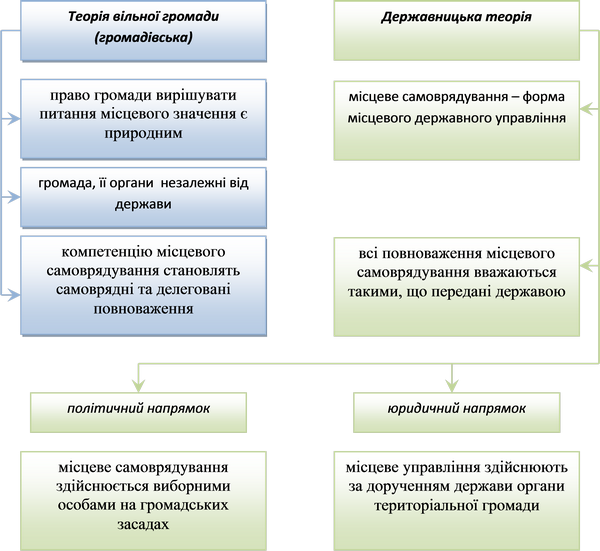 Теорія вільної громади
(громадівська)
право громади вирішувати
питання місцевого значення є
природним
громада, її органи незалежні від
держави
компетенцію місцевого
самоврядування становлять
самоврядні та делеговані
повноваження
Державницька теорія
місцеве самоврядування – форма
місцевого державного управління
всі повноваження місцевого
самоврядування вважаються
такими, що передані державою
політичний напрямок
місцеве самоврядування
здійснюється виборними
особами на громадських
засадах
юридичний напрямок
місцеве управління здійснюють
за дорученням держави органи
територіальної громади